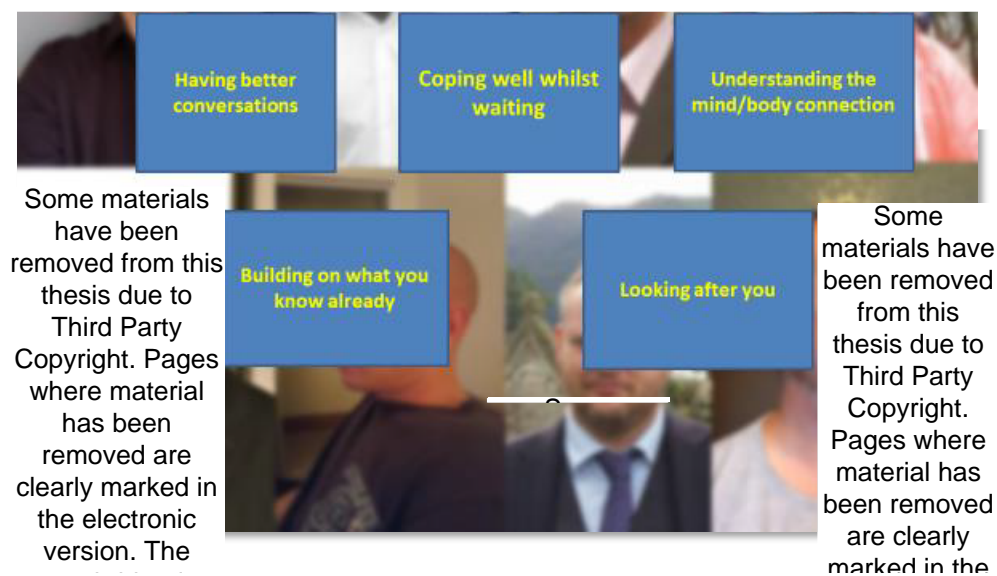 Having better
conversations
Coping well whilst
waiting
Understanding the
mind/body connection
Some materials
have been
removed from this
thesis due to
Third Party
Copyright. Pages
where material
has been
removed are
clearly marked in
the electronic
version. The
Building on what you
know already
Looking after you
Some
materials have
been removed
from this
thesis due to
Third Party
Copyright.
Pages where
material has
been removed
are clearly
marked in the